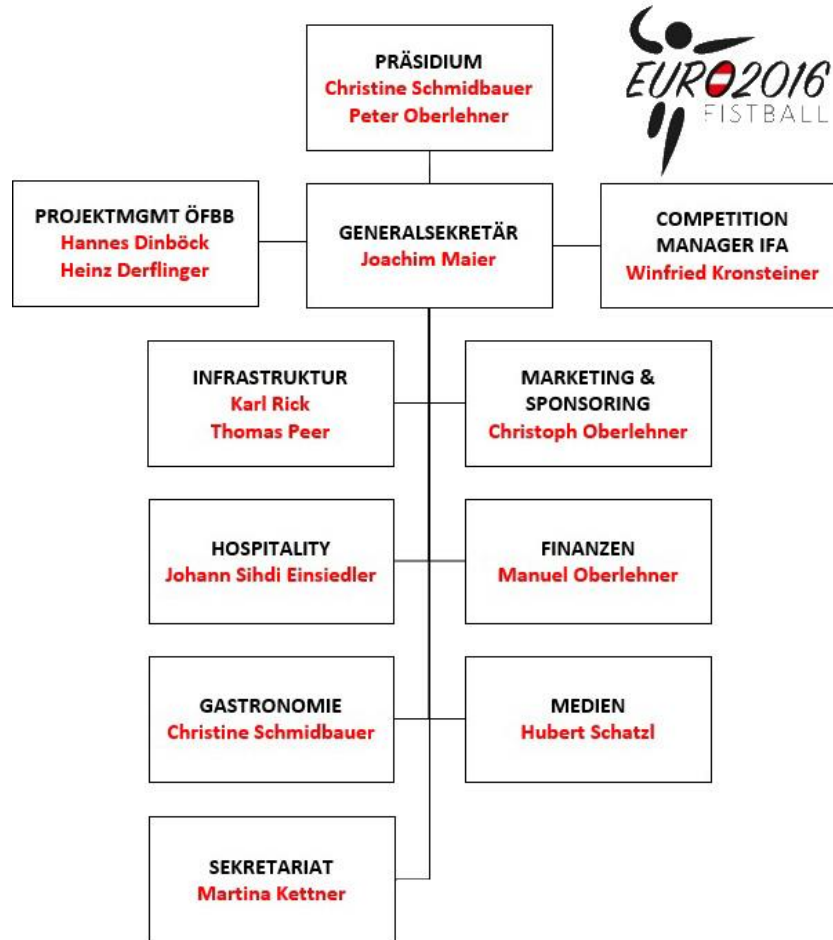 PRÄSIDIUM
Christine Schmidbauer
Peter Oberlehner
EURO2016
FISTBALL
PROJEKTMGMT ÖFBB
Hannes Dinböck
Heinz Derflinger
GENERALSEKRETÄR
Joachim Maier
COMPETITION
MANAGER IFA
Winfried Kronsteiner
INFRASTRUKTUR
Karl Rick
Thomas Peer
MARKETING &
SPONSORING
Christoph Oberlehner
HOSPITALITY
Johann Sihdi Einsiedler
FINANZEN
Manuel Oberlehner
GASTRONOMIE
Christine Schmidbauer
MEDIEN
Hubert Schatzl
SEKRETARIAT
Martina Kettner